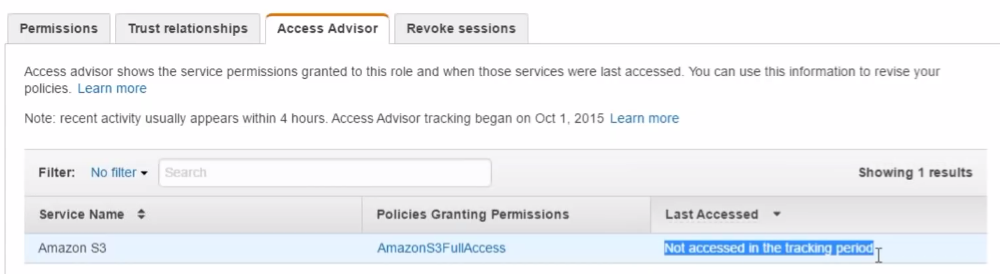 Permissions Trust relationships Access Advisor Revoke sessions
Access advisor shows the service permissions granted to this role and when those services were last accessed. You can use this information to revise your
policies. Learn more
Note: recent activity usually appears within 4 hours. Access Advisor tracking began on Oct 1, 2015 Learn more
Filter: No filter Search Showing 1 results
Service Name Policies Granting Permissions Last Accessed
Amazon S3 AmazonS3FullAccess Not accessed in the tracking period